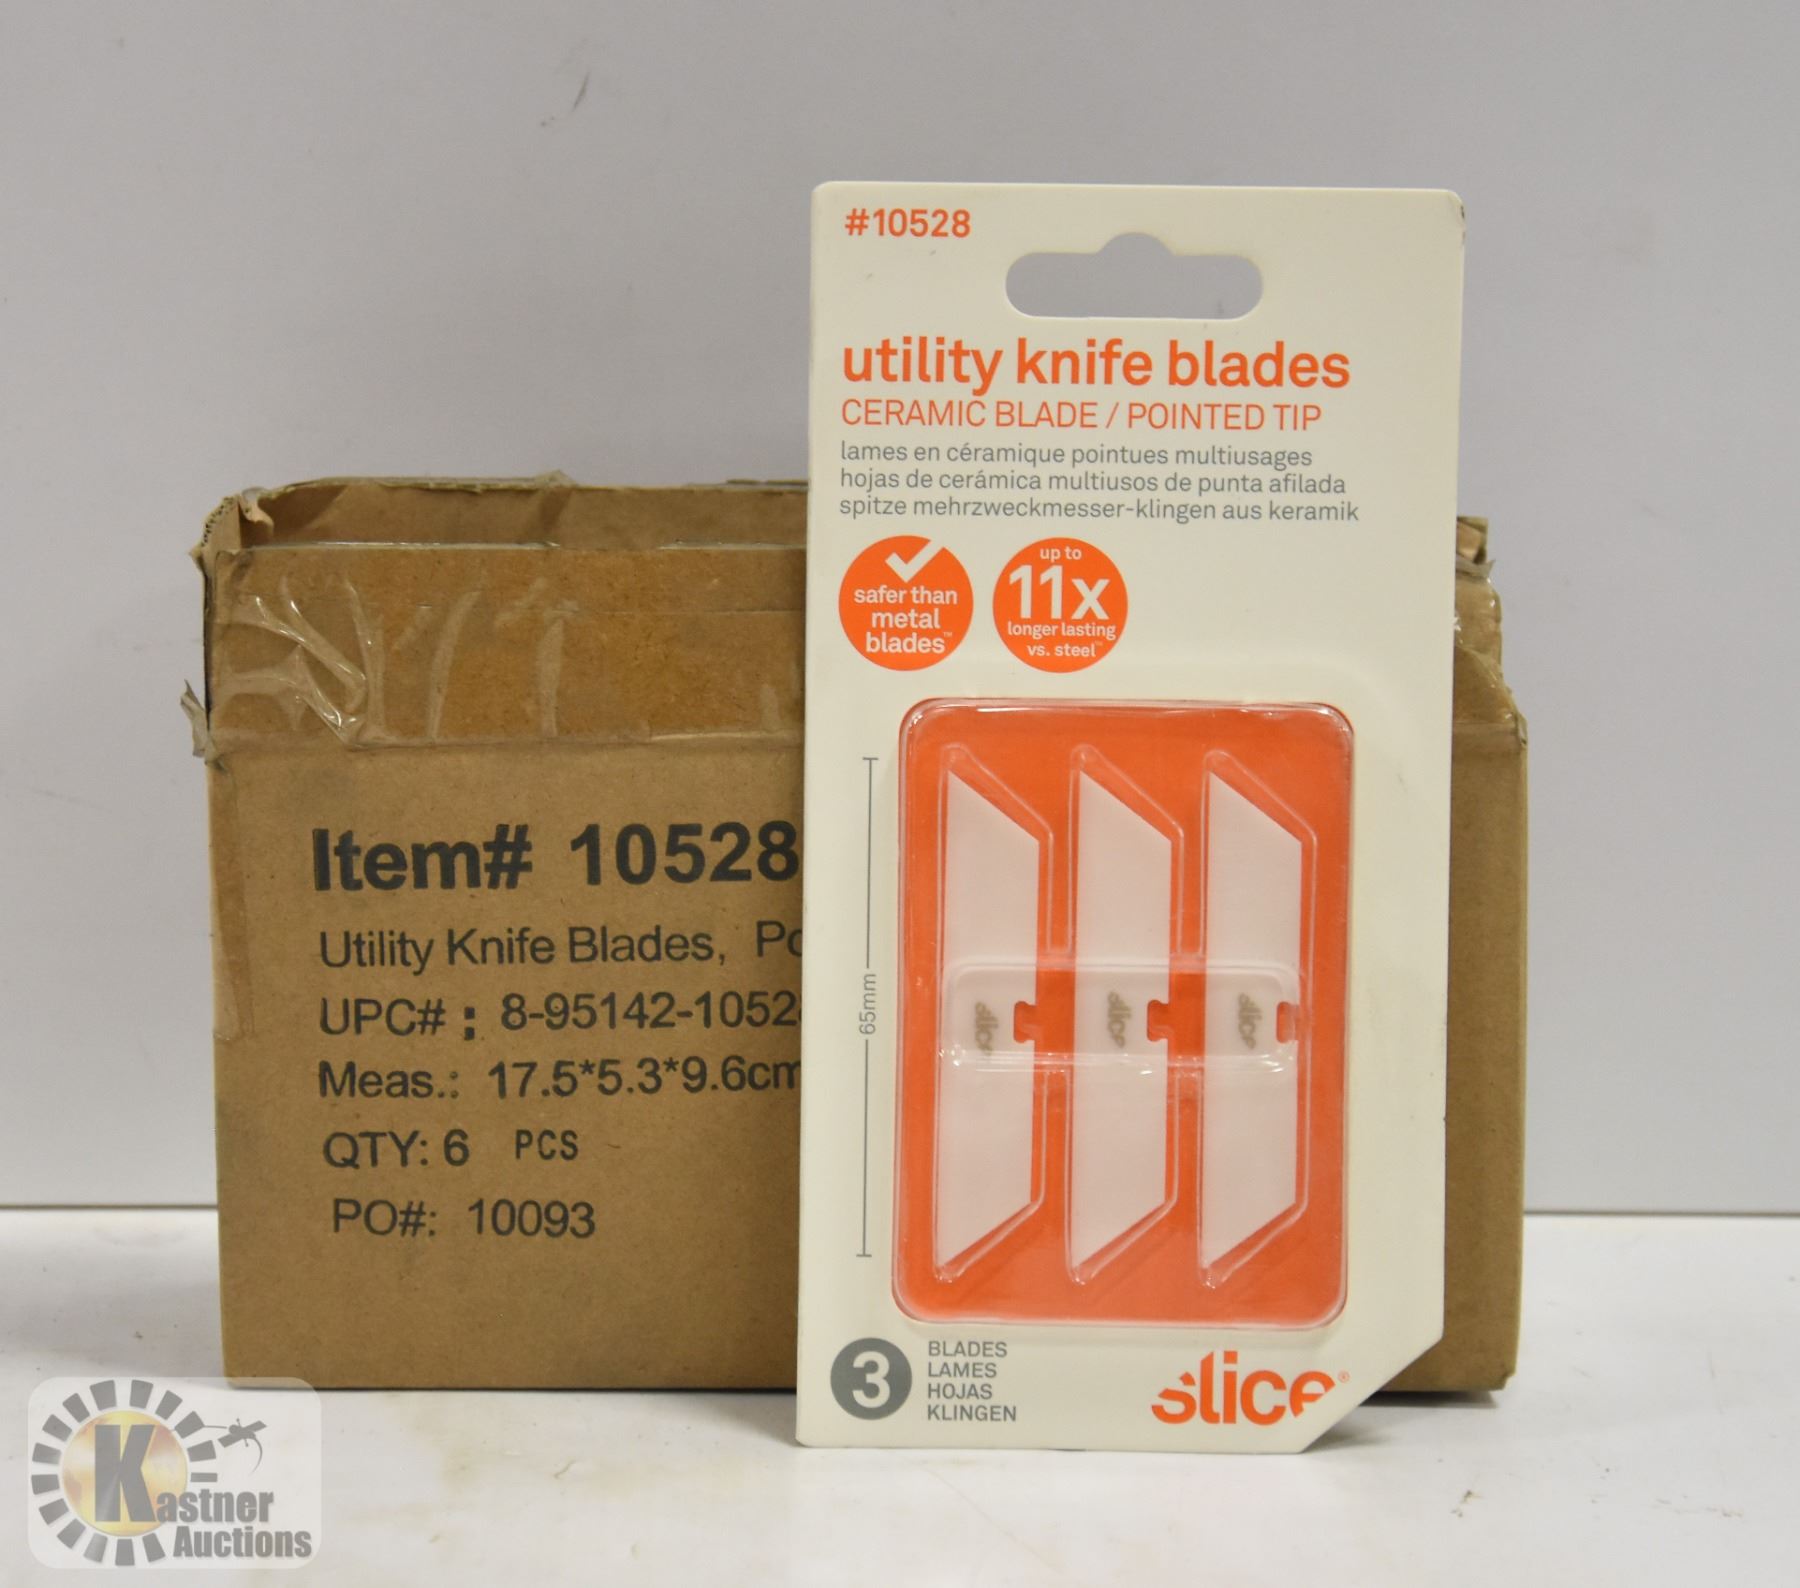 #10528
utility knife blades
CERAMIC BLADE / POINTED TIP
lames en céramique pointues multiusages
hojas de cerámica multiusos de punta afilada
spitze mehrzweckmesser-klingen aus keramik
safer than
metal
blades™
up to
11x
longer lasting
vs. steel™
65mm
slice
slice
slice
3
BLADES
LAMES
HOJAS
KLINGEN
slice®
Item# 10528
Utility Knife Blades,
UPC# : 8-95142-1052
Meas.: 17.5*5.3*9.6cm
QTY: 6 PCS
PO#: 10093
Kastner
Auctions